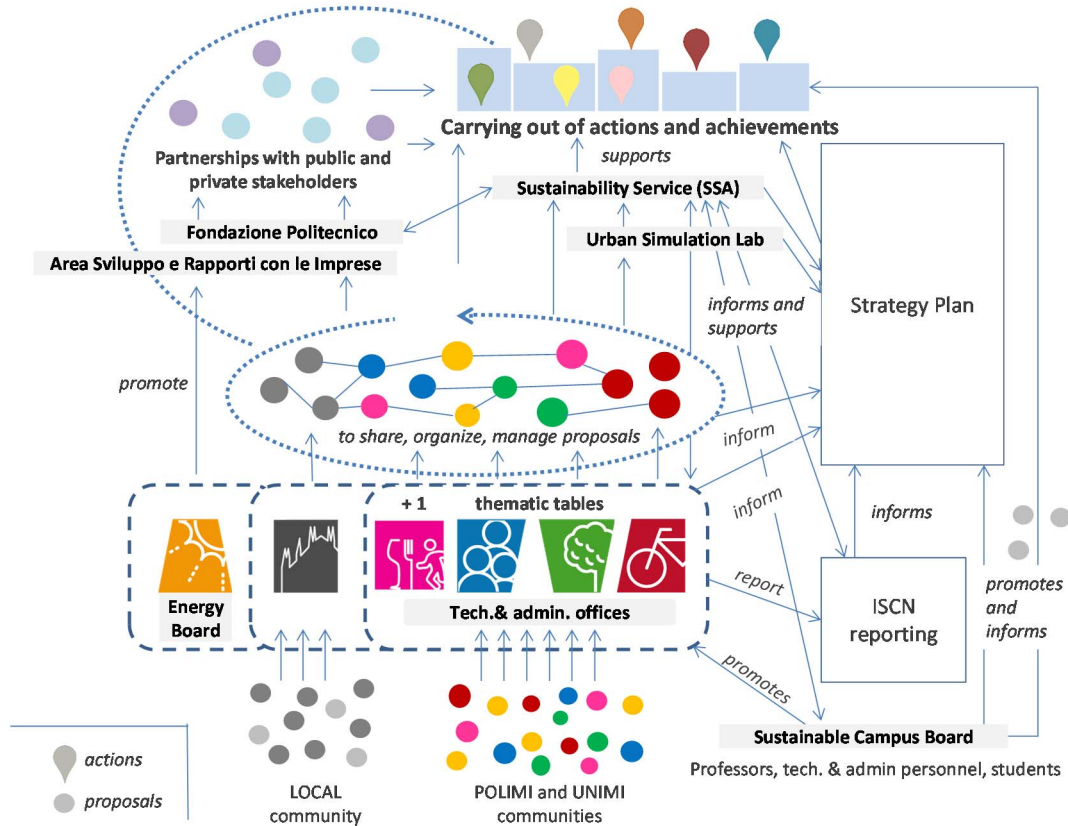 Carrying out of actions and achievements
Partnerships with public and
private stakeholders
supports
Sustainability Service (SSA)
Fondazione Politecnico
Urban Simulation Lab
Area Sviluppo e Rapporti con le Imprese
Strategy Plan
informs and
supports
promote
to share, organize, manage proposals
inform
+ 1 thematic tables
inform
informs
report
Energy
Board
Tech.& admin. offices
ISCN
reporting
promotes
and
informs
promotes
Sustainable Campus Board
Professors, tech. & admin personnel, students
actions
proposals
LOCAL
community
POLIMI and UNIMI
communities